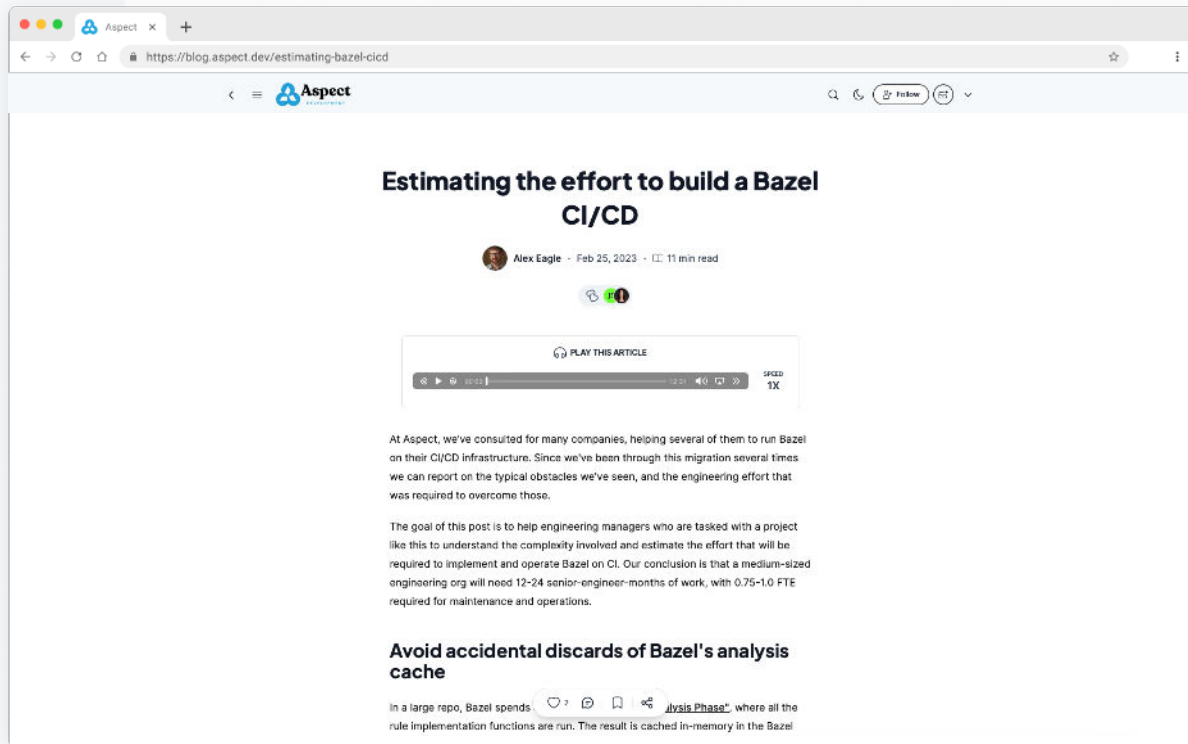 Aspect
https://blog.aspect.dev/estimating-bazel-cicd
Aspect
DEVELOPMENT
Follow
Estimating the effort to build a Bazel
CI/CD
Alex Eagle · Feb 25, 2023 · 11 min read
PLAY THIS ARTICLE
00:00
SPEED
1X
At Aspect, we've consulted for many companies, helping several of them to run Bazel
on their CI/CD infrastructure. Since we've been through this migration several times
we can report on the typical obstacles we've seen, and the engineering effort that
was required to overcome those.
The goal of this post is to help engineering managers who are tasked with a project
like this to understand the complexity involved and estimate the effort that will be
required to implement and operate Bazel on CI. Our conclusion is that a medium-sized
engineering org will need 12-24 senior-engineer-months of work, with 0.75-1.0 FTE
required for maintenance and operations.
Avoid accidental discards of Bazel's analysis
cache
In a large repo, Bazel spends
7
alysis Phase", where all the
rule implementation functions are run. The result is cached in-memory in the Bazel